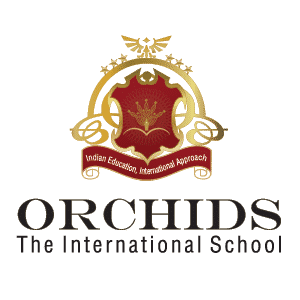 Indian Education, International Approach
ORCHIDS
The International School